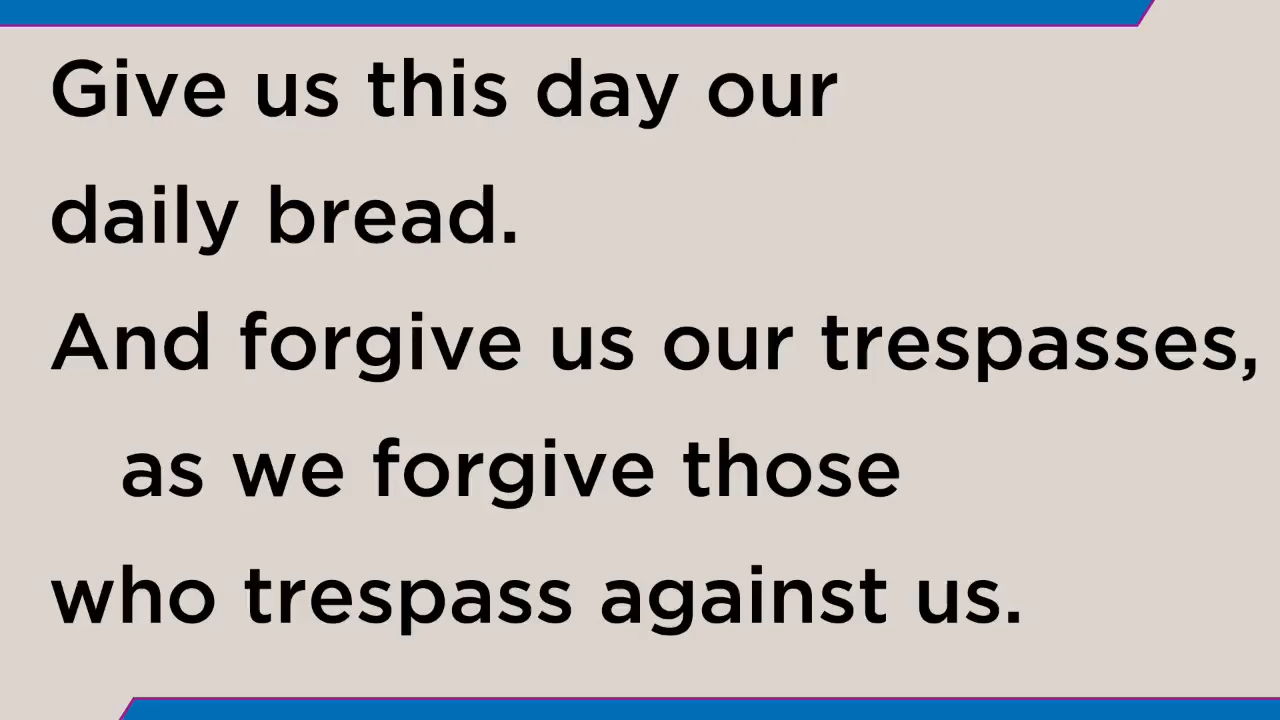 Give us this day our
daily bread.
And forgive us our trespasses,
as we forgive those
who trespass against us.